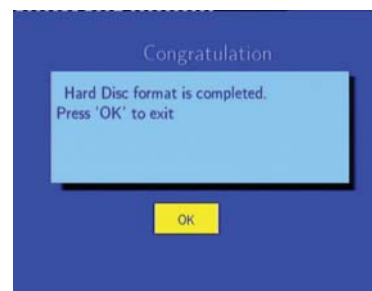 Congratulation
Hard Disc format is completed.
Press 'OK' to exit
OK